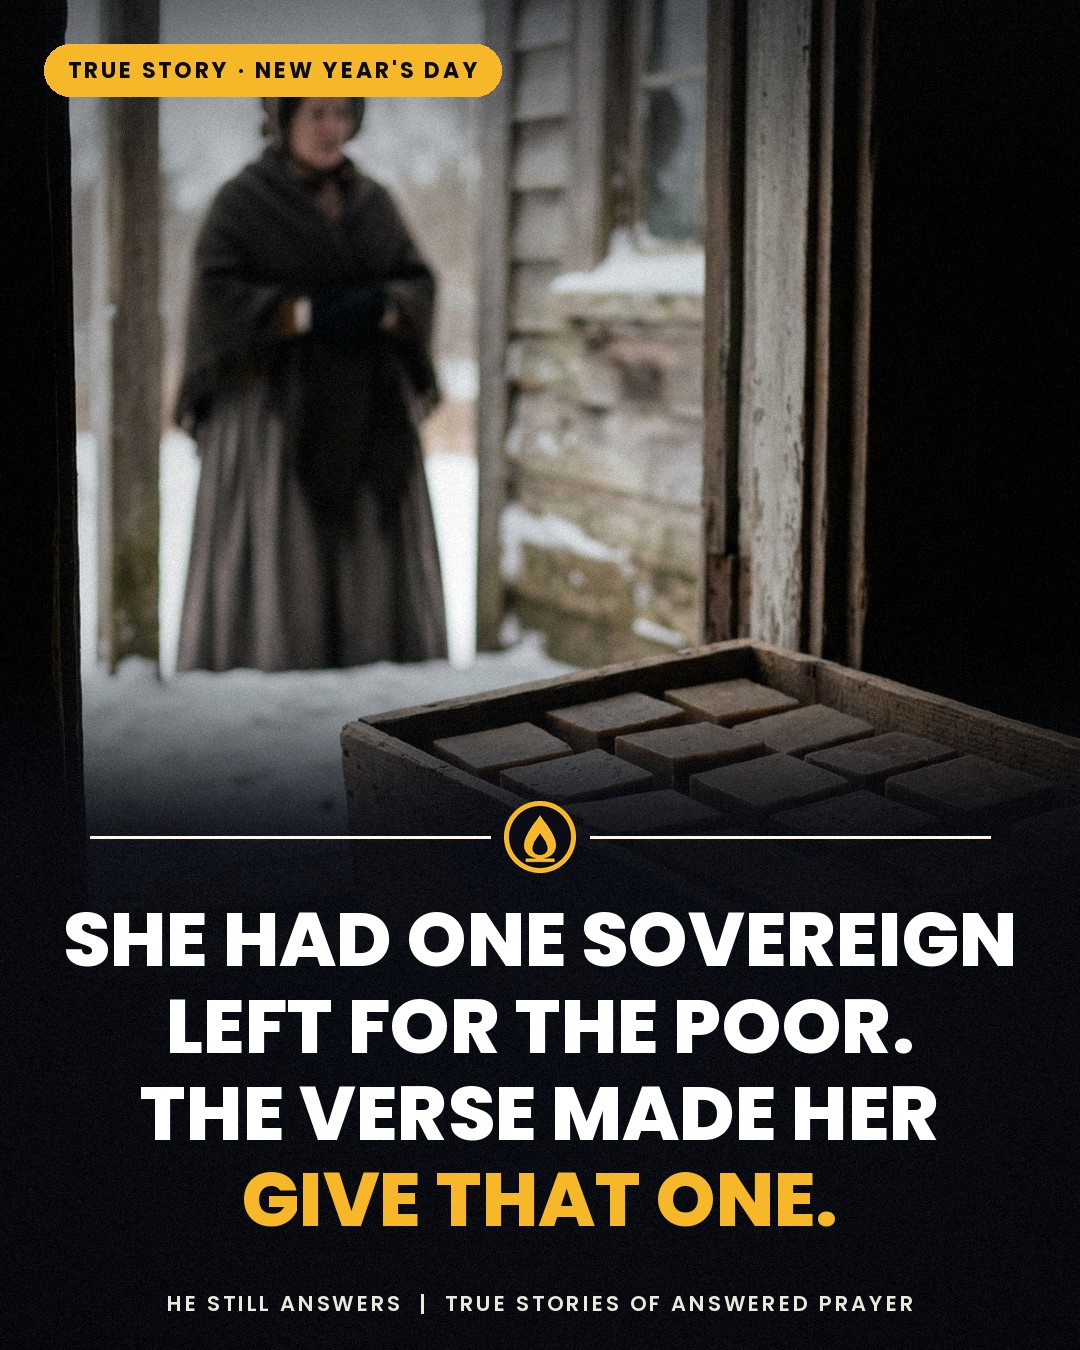 TRUE STORY · NEW YEAR'S DAY
SHE HAD ONE SOVEREIGN
LEFT FOR THE POOR.
THE VERSE MADE HER
GIVE THAT ONE.
HE STILL ANSWERS | TRUE STORIES OF ANSWERED PRAYER